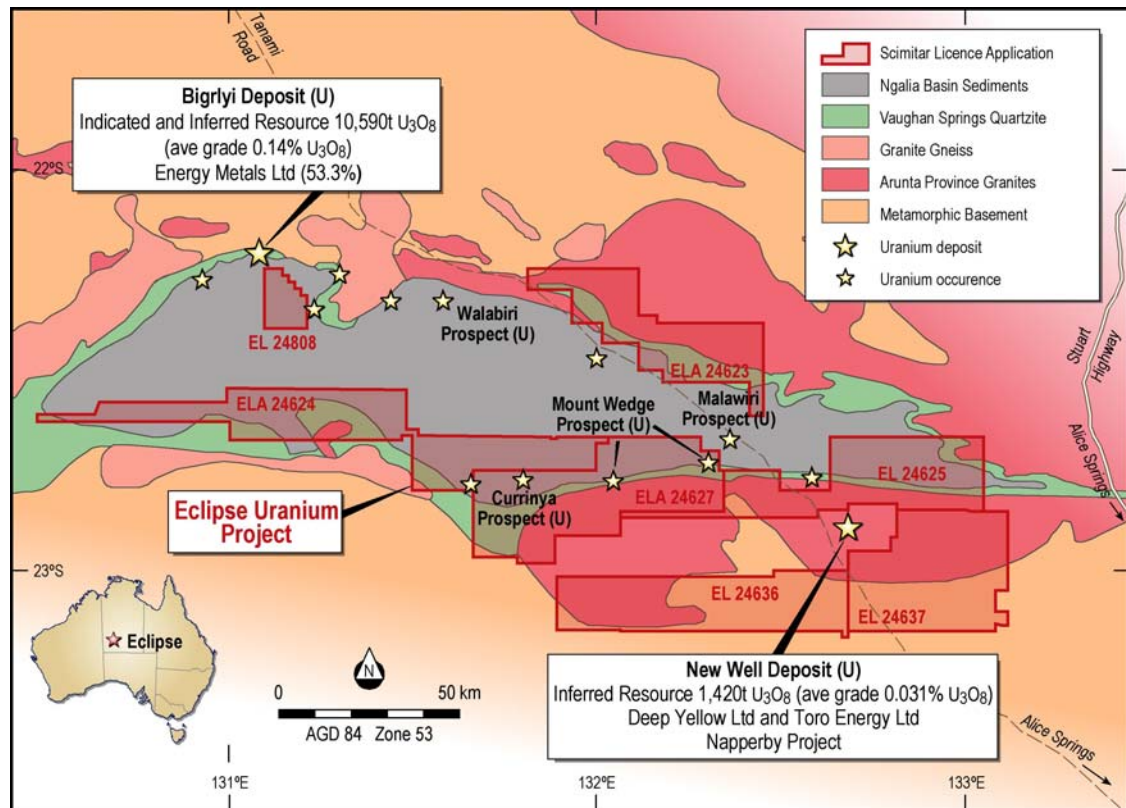 Tanami
Road
Scimitar Licence Application
Ngalia Basin Sediments
Vaughan Springs Quartzite
Granite Gneiss
Arunta Province Granites
Metamorphic Basement
Uranium deposit
Uranium occurence
Bigrlyi Deposit (U)
Indicated and Inferred Resource 10,590t U₃O₈
(ave grade 0.14% U₃O₈)
Energy Metals Ltd (53.3%)
22ºS
Walabiri
Prospect (U)
EL 24808
ELA 24623
Stuart
Highway
ELA 24624
Mount Wedge
Prospect (U)
Malawiri
Prospect (U)
Alice Springs
EL 24625
ELA 24627
Currinya
Prospect (U)
Eclipse Uranium
Project
23ºS
EL 24636
EL 24637
Eclipse
N
0
50 km
AGD 84
Zone 53
New Well Deposit (U)
Inferred Resource 1,420t U₃O₈ (ave grade 0.031% U₃O₈)
Deep Yellow Ltd and Toro Energy Ltd
Napperby Project
Alice Springs
131ºE
132ºE
133ºE